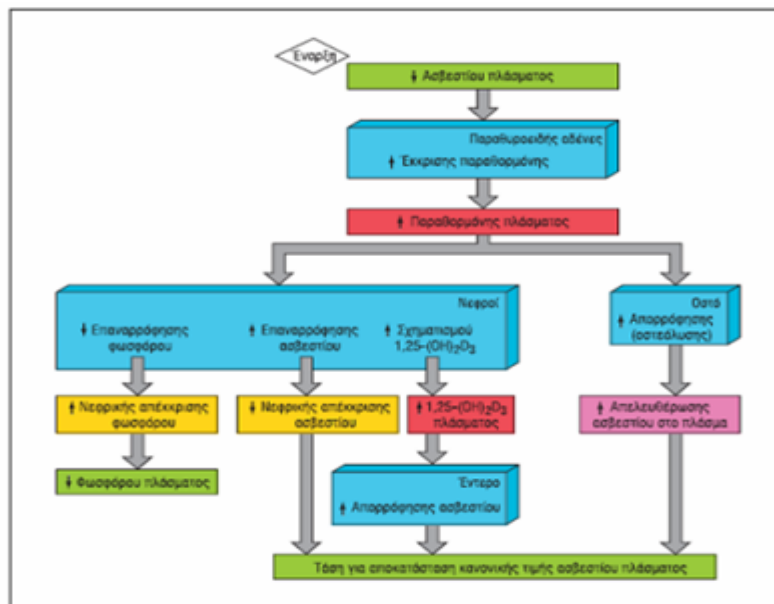 Έναρξη
↓ Ασβεστίου πλάσματος
Παραθυροειδής αδένες
↑ Έκκρισης παραθορμόνης
↑ Παραθορμόνης πλάσματος
Νεφροί
↓ Επαναρρόφησης
φωσφόρου
↑ Επαναρρόφησης
ασβεστίου
↑ Σχηματισμού
1,25-(OH)₂D₃
Οστό
↑ Απορρόφησης
(οστεόλυσης)
↑ Νεφρικής απέκκρισης
φωσφόρου
↓ Νεφρικής απέκκρισης
ασβεστίου
↑ 1,25-(OH)₂D₃
πλάσματος
↑ Απελευθέρωσης
ασβεστίου στο πλάσμα
↓ Φωσφόρου πλάσματος
Έντερο
↑ Απορρόφησης ασβεστίου
Τάση για αποκατάσταση κανονικής τιμής ασβεστίου πλάσματος